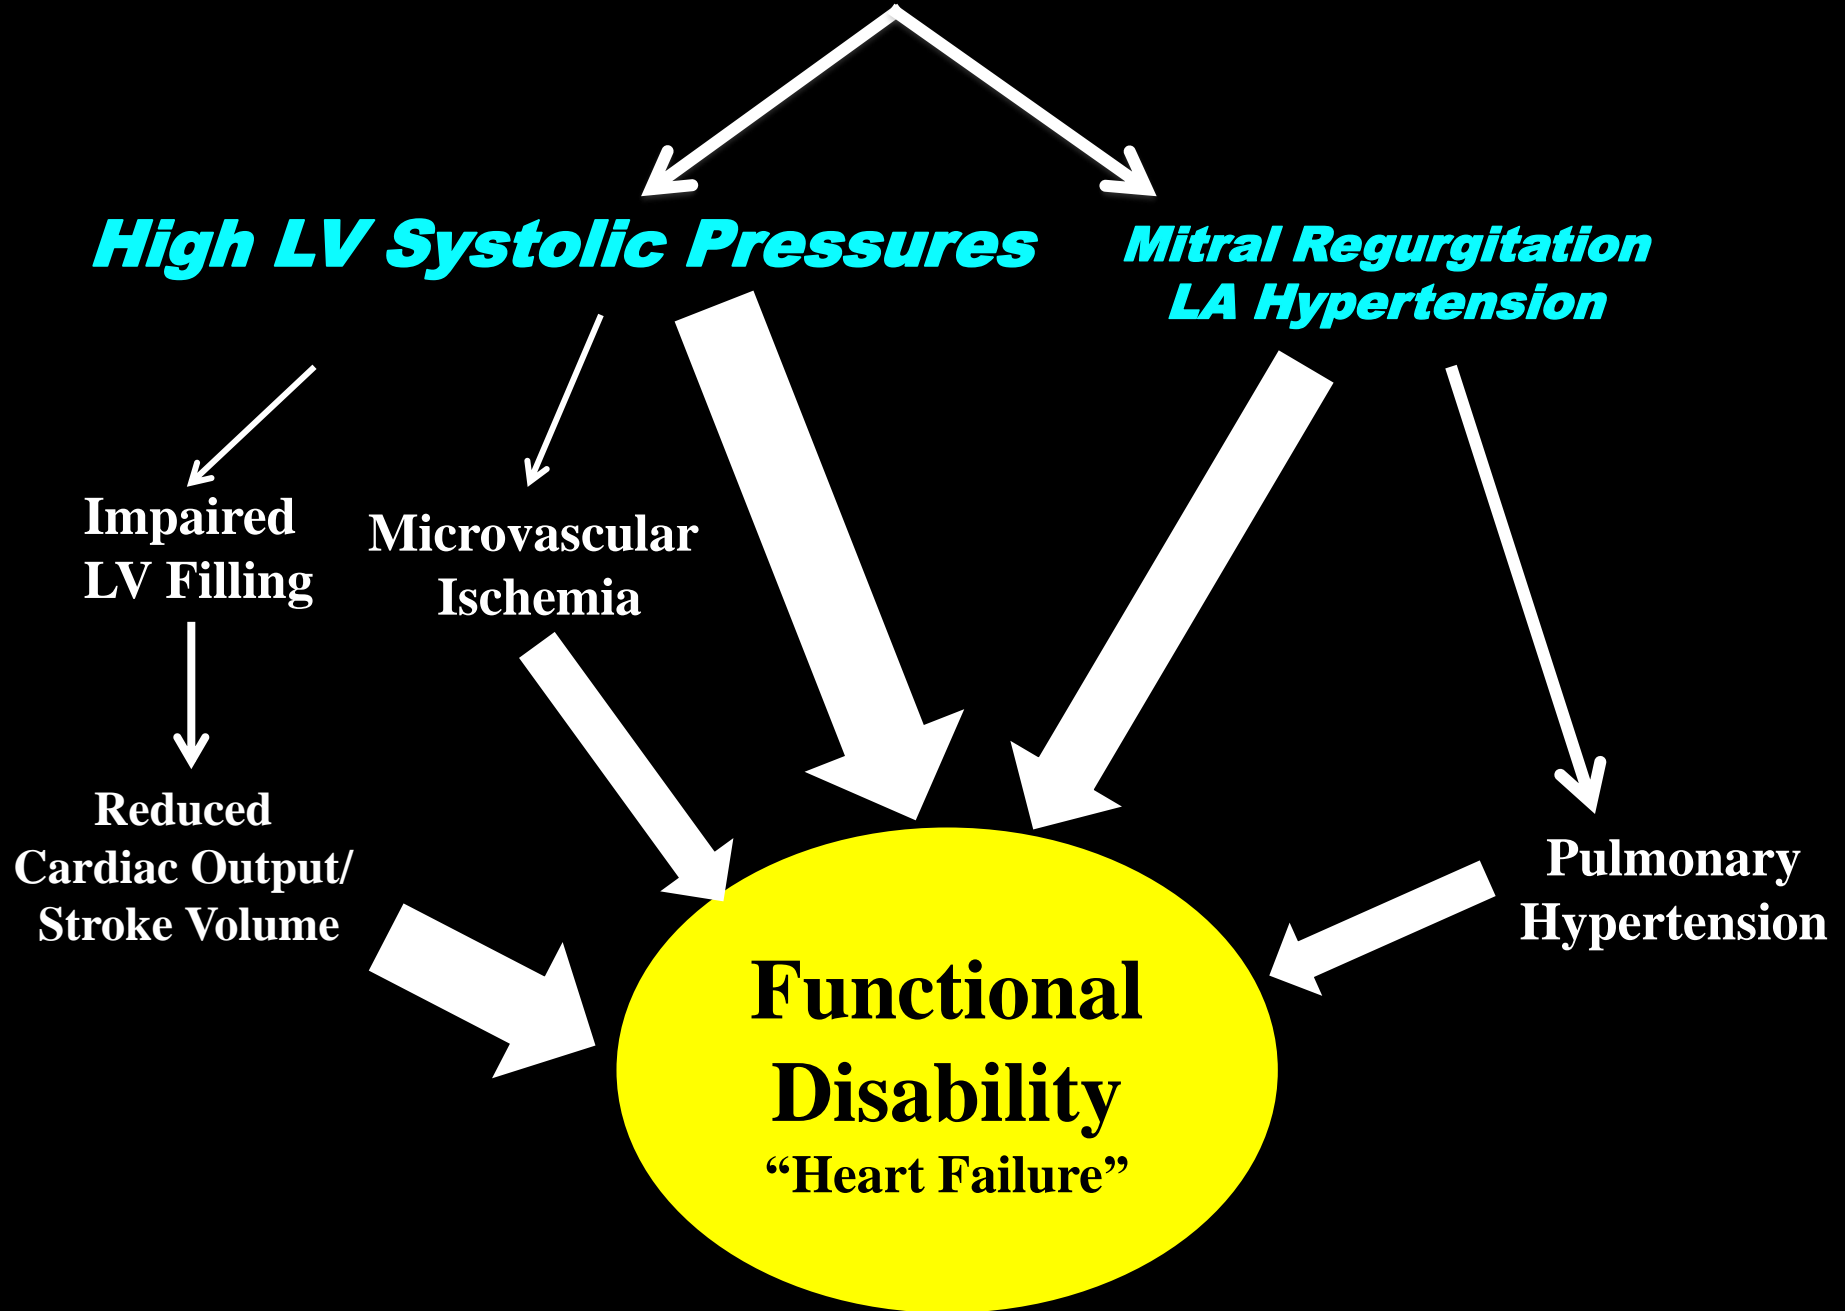 High LV Systolic Pressures
Mitral Regurgitation
LA Hypertension
Impaired
LV Filling
Microvascular
Ischemia
Reduced
Cardiac Output/
Stroke Volume
Pulmonary
Hypertension
Functional
Disability
“Heart Failure”